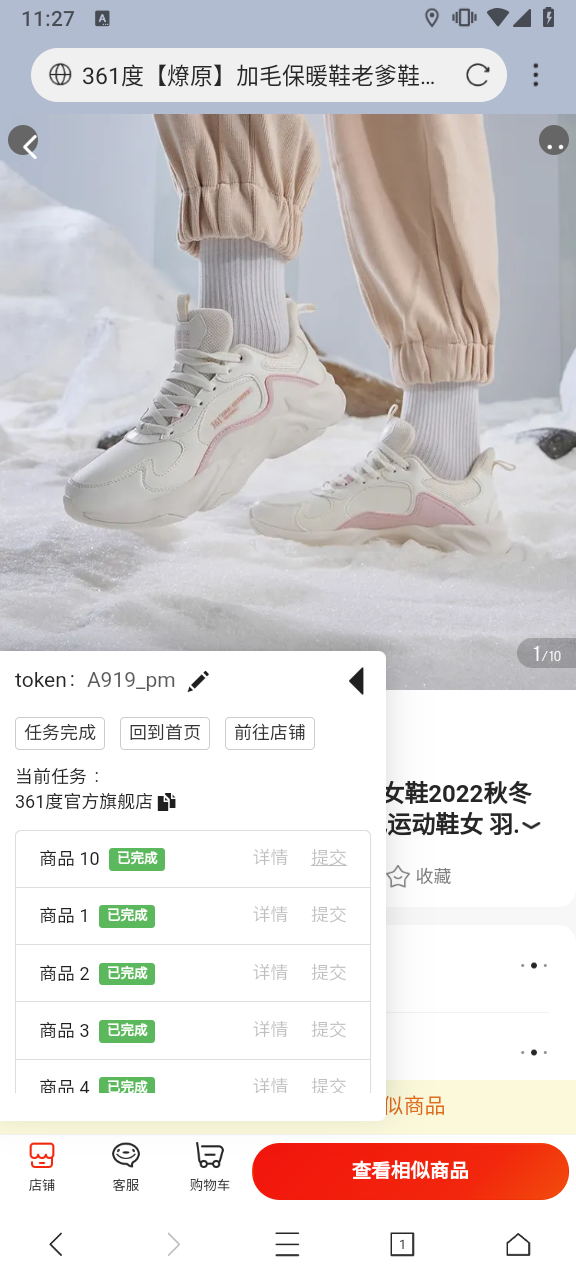 11:27
361度【燎原】加毛保暖鞋老爹鞋…
1/10
token： A919_pm
任务完成 回到首页 前往店铺
当前任务：
361度官方旗舰店
女鞋2022秋冬
运动鞋女 羽.
商品 10 已完成 详情 提交
收藏
商品 1 已完成 详情 提交
商品 2 已完成 详情 提交
商品 3 已完成 详情 提交
商品 4 已完成 详情 提交
似商品
店铺 客服 购物车 查看相似商品
1